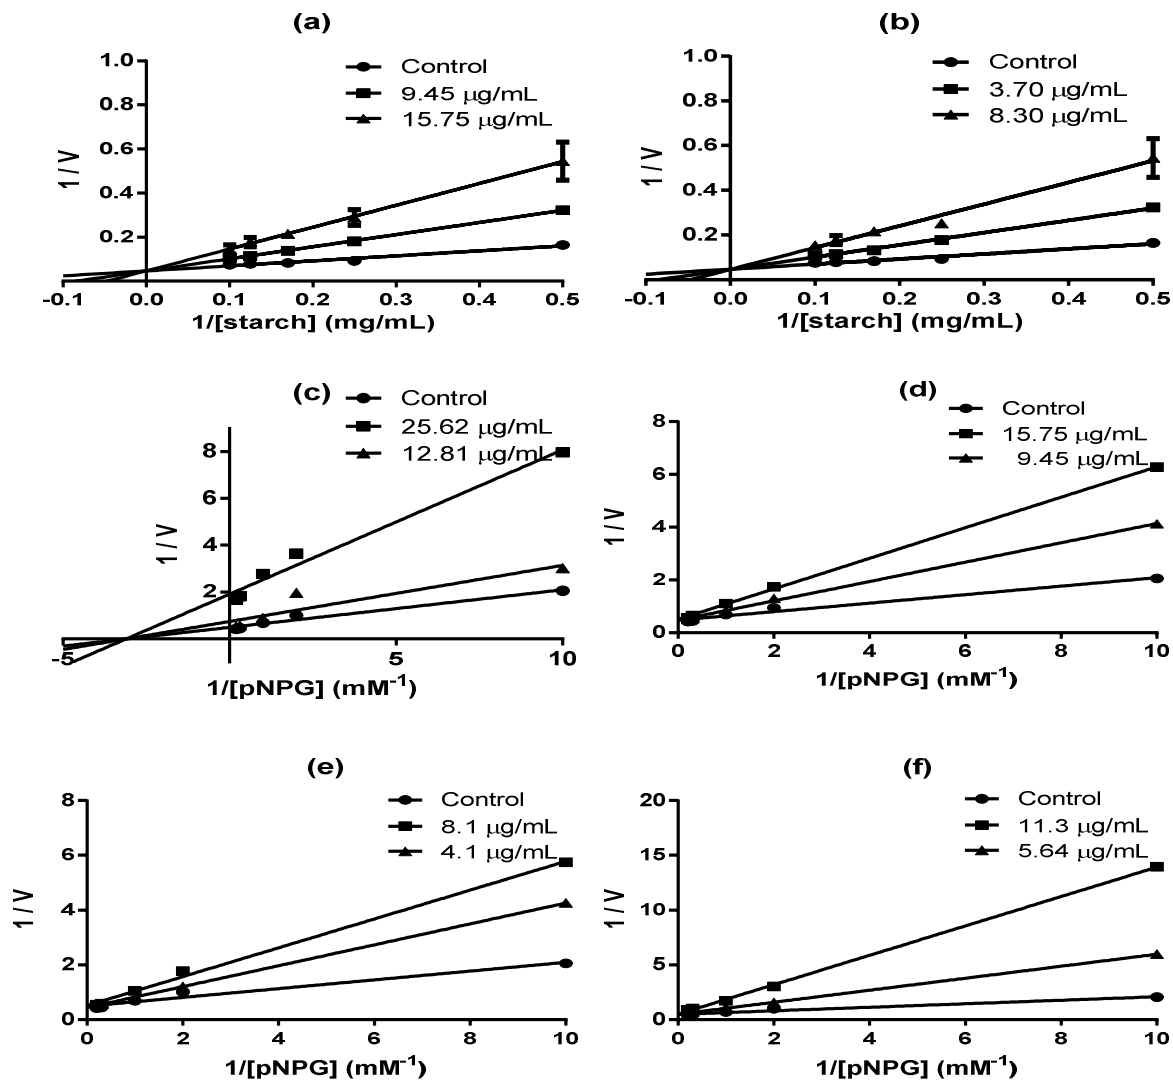 (a)
Control
9.45 μg/mL
15.75 μg/mL
1.0
0.8
0.6
0.4
0.2
1 / V
-0.1 0.0 0.1 0.2 0.3 0.4 0.5
1/[starch] (mg/mL)
(b)
Control
3.70 μg/mL
8.30 μg/mL
1.0
0.8
0.6
0.4
0.2
1 / V
-0.1 0.0 0.1 0.2 0.3 0.4 0.5
1/[starch] (mg/mL)
(c)
Control
25.62 μg/mL
12.81 μg/mL
8
6
4
2
1 / V
-5 5 10
1/[pNPG] (mM⁻¹)
(d)
Control
15.75 μg/mL
9.45 μg/mL
8
6
4
2
0
1 / V
0 2 4 6 8 10
1/[pNPG] (mM⁻¹)
(e)
Control
8.1 μg/mL
4.1 μg/mL
8
6
4
2
0
1 / V
0 2 4 6 8 10
1/[pNPG] (mM⁻¹)
(f)
Control
11.3 μg/mL
5.64 μg/mL
20
15
10
5
0
1 / V
0 2 4 6 8 10
1/[pNPG] (mM⁻¹)